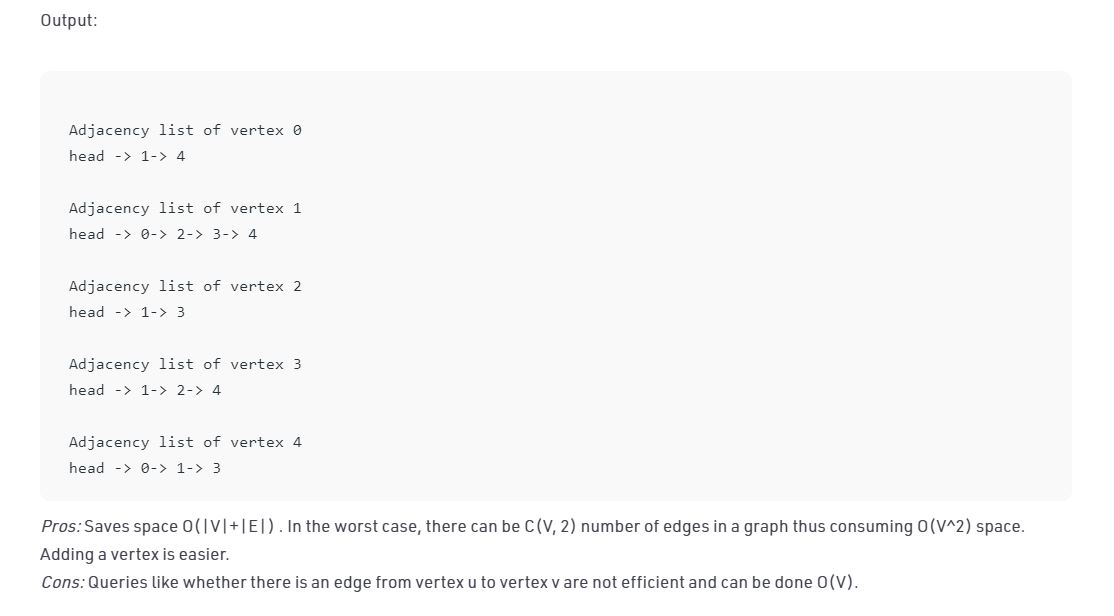 Output:
Adjacency list of vertex 0
head -> 1-> 4
Adjacency list of vertex 1
head -> 0-> 2-> 3-> 4
Adjacency list of vertex 2
head -> 1-> 3
Adjacency list of vertex 3
head -> 1-> 2-> 4
Adjacency list of vertex 4
head -> 0-> 1-> 3
Pros: Saves space O(|V|+|E|) . In the worst case, there can be C(V, 2) number of edges in a graph thus consuming O(V^2) space.
Adding a vertex is easier.
Cons: Queries like whether there is an edge from vertex u to vertex v are not efficient and can be done O(V).